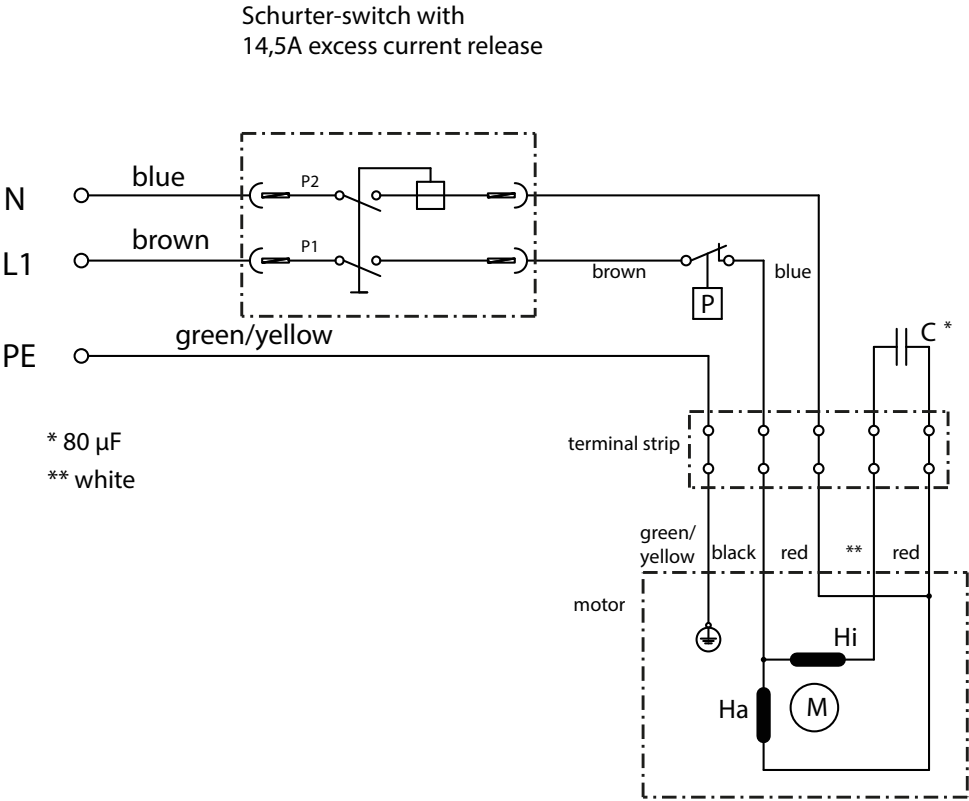 Schurter-switch with
14,5A excess current release
N
blue
P2
L1
brown
P1
brown
blue
P
PE
green/yellow
C *
* 80 µF
** white
terminal strip
green/
yellow
black
red
**
red
motor
Hi
Ha
M